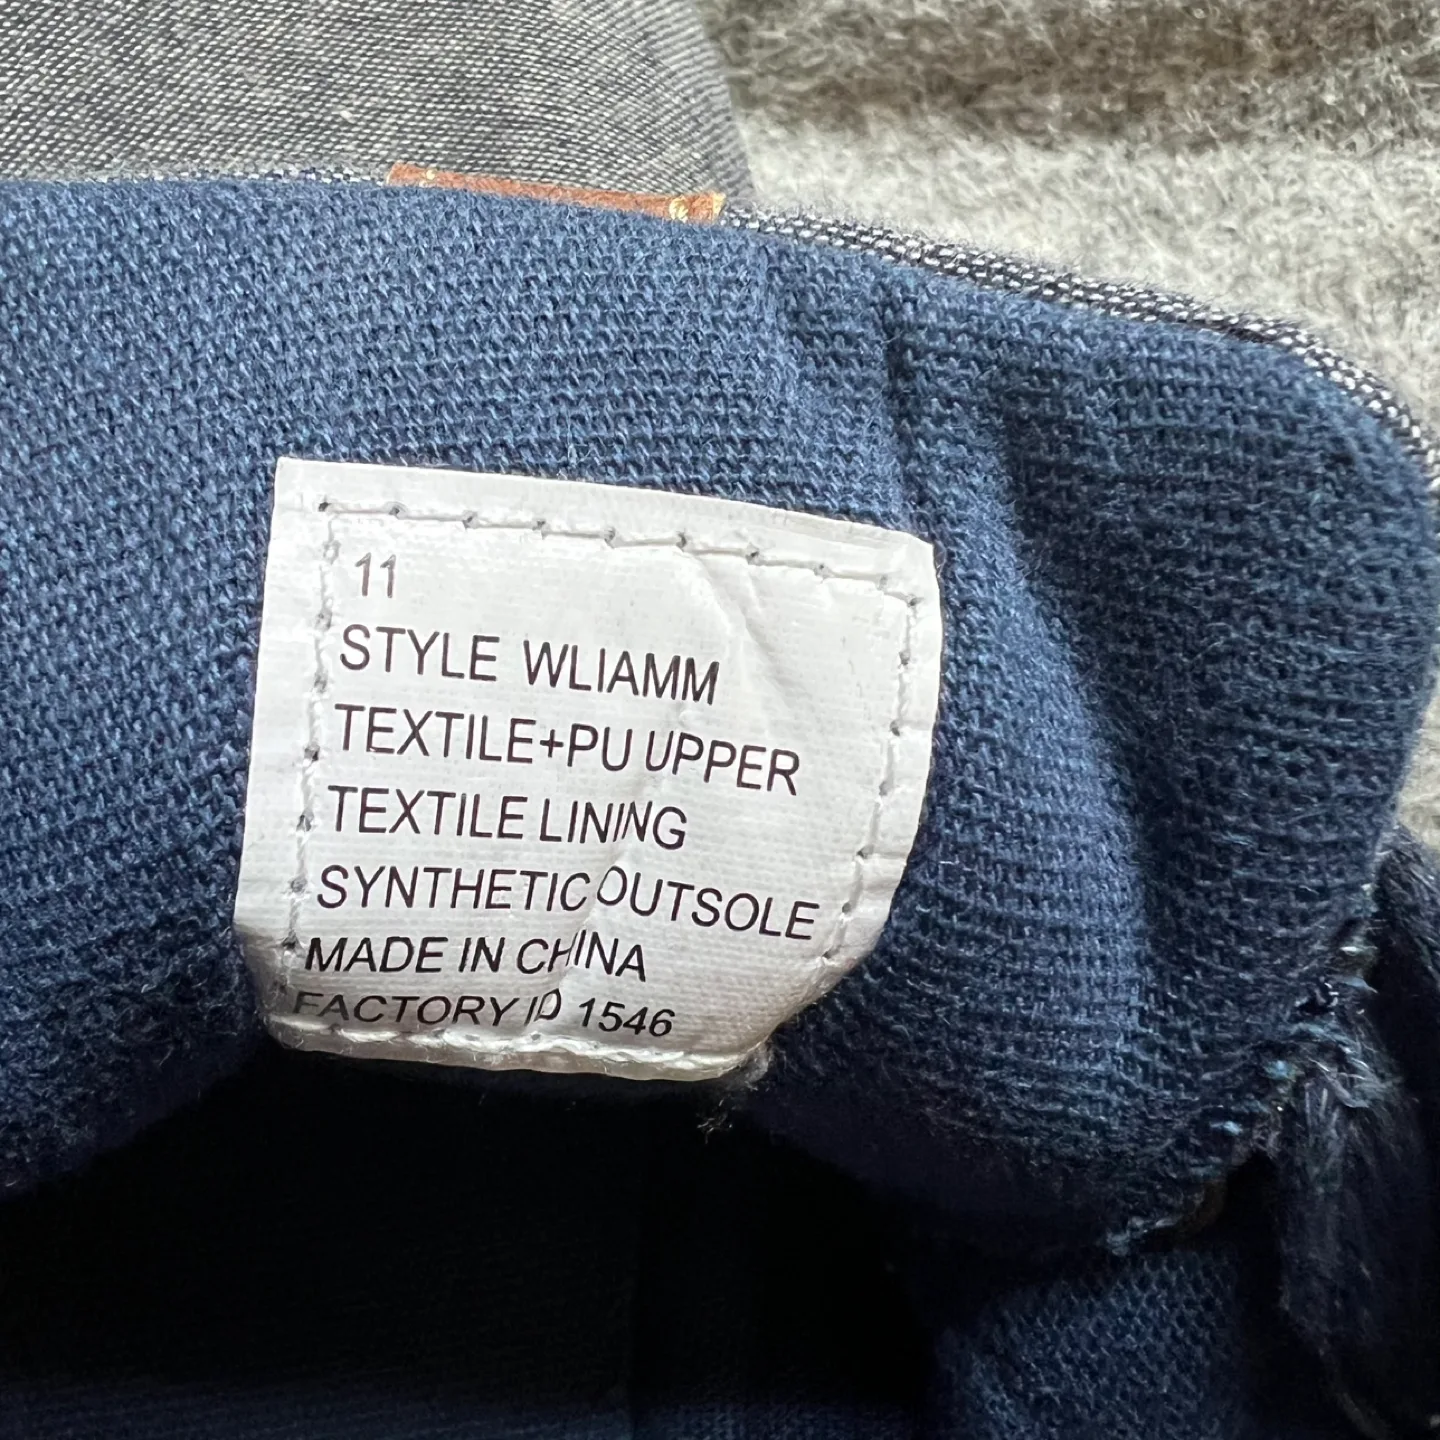 11
STYLE WLIAMM
TEXTILE+PU UPPER
TEXTILE LINING
SYNTHETIC OUTSOLE
MADE IN CHINA
FACTORY ID 1546